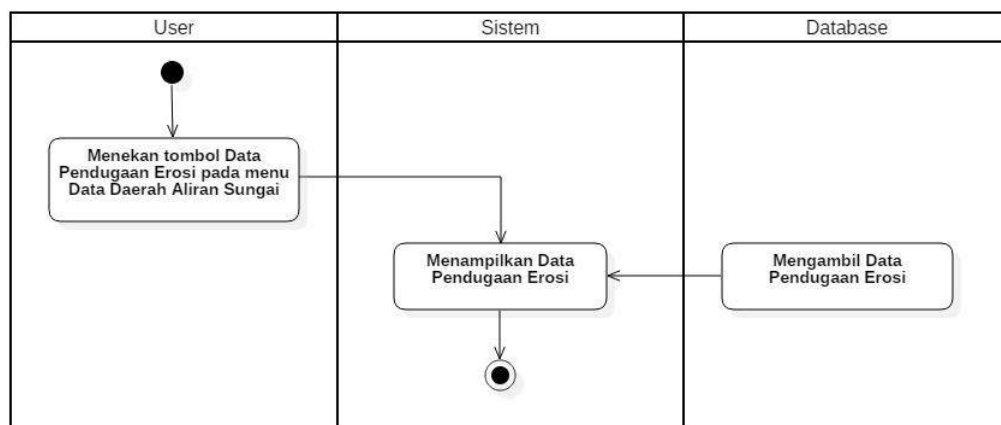 User
Sistem
Database
Menekan tombol Data
Pendugaan Erosi pada menu
Data Daerah Aliran Sungai
Menampilkan Data
Pendugaan Erosi
Mengambil Data
Pendugaan Erosi